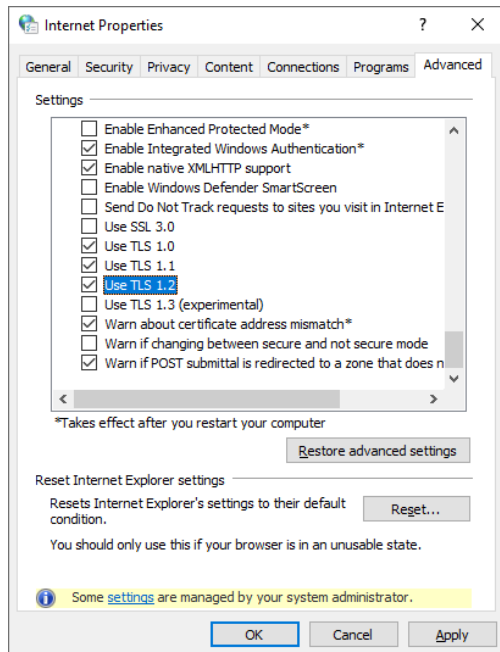 Internet Properties
?
General Security Privacy Content Connections Programs Advanced
Settings
Enable Enhanced Protected Mode*
Enable Integrated Windows Authentication*
Enable native XMLHTTP support
Enable Windows Defender SmartScreen
Send Do Not Track requests to sites you visit in Internet E
Use SSL 3.0
Use TLS 1.0
Use TLS 1.1
Use TLS 1.2
Use TLS 1.3 (experimental)
Warn about certificate address mismatch*
Warn if changing between secure and not secure mode
Warn if POST submittal is redirected to a zone that does n
*Takes effect after you restart your computer
Restore advanced settings
Reset Internet Explorer settings
Resets Internet Explorer's settings to their default
condition.
Reset...
You should only use this if your browser is in an unusable state.
Some settings are managed by your system administrator.
OK Cancel Apply